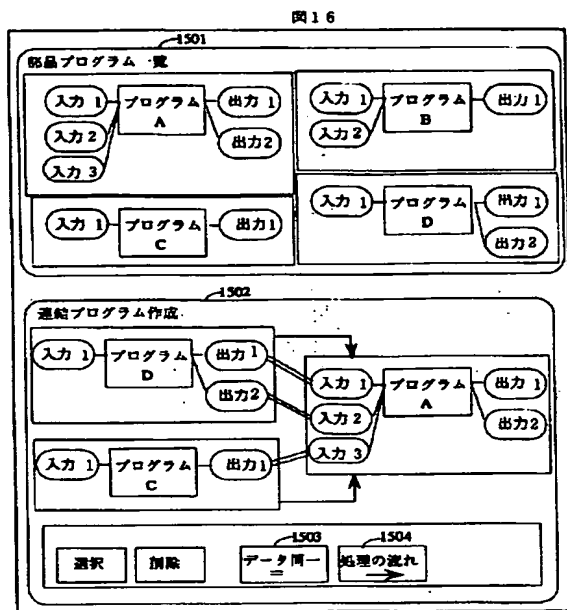 図16
1501
部品プログラム一覧
入力 1
入力 2
入力 3
プログラム
A
出力 1
出力 2
入力 1
入力 2
プログラム
B
出力 1
入力 1
プログラム
C
出力 1
入力 1
プログラム
D
出力 1
出力 2
1502
連結プログラム作成
入力 1
プログラム
D
出力 1
出力 2
入力 1
プログラム
C
出力 1
入力 1
入力 2
入力 3
プログラム
A
出力 1
出力 2
選択
削除
1503
データ同一
=
1504
処理の流れ